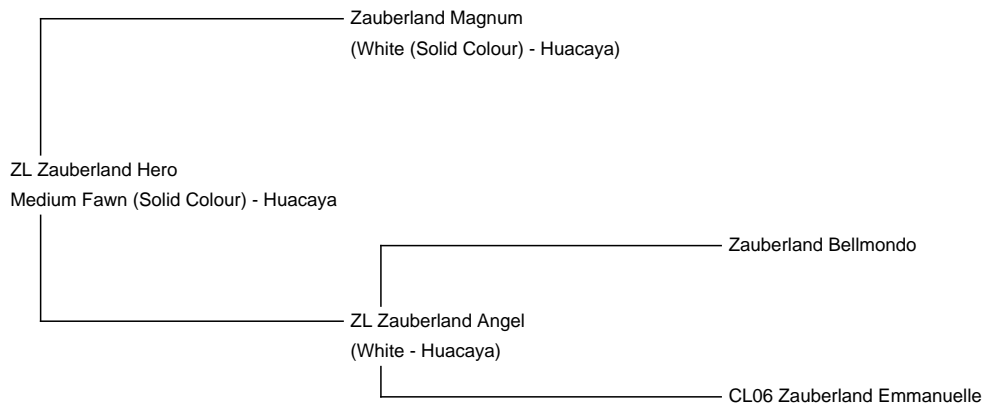 Zauberland Magnum
(White (Solid Colour) - Huacaya)
ZL Zauberland Hero
Medium Fawn (Solid Colour) - Huacaya
Zauberland Bellmondo
ZL Zauberland Angel
(White - Huacaya)
CL06 Zauberland Emmanuelle